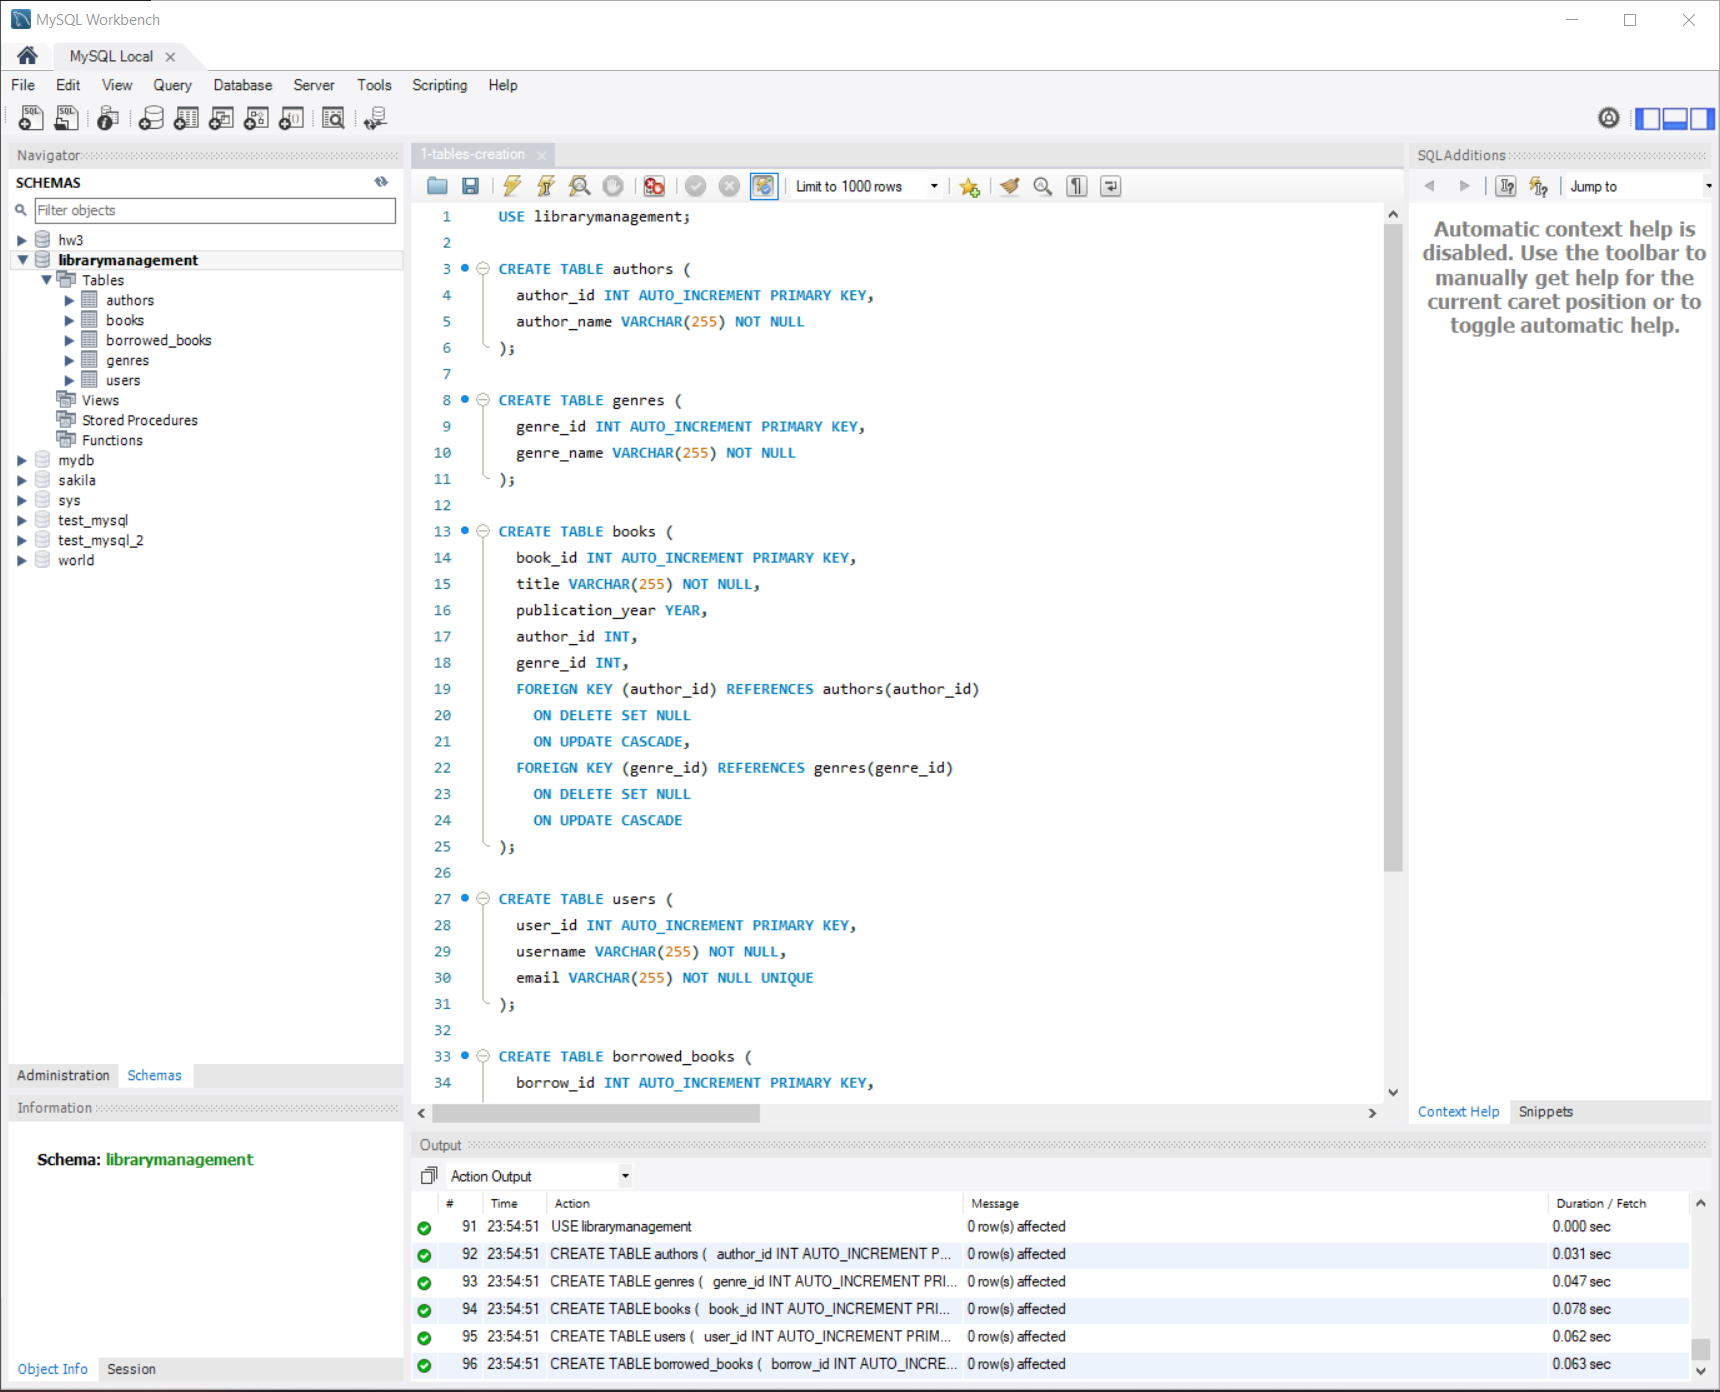 MySQL Workbench
MySQL Local
File Edit View Query Database Server Tools Scripting Help
Navigator
SCHEMAS
Filter objects
hw3
librarymanagement
Tables
authors
books
borrowed_books
genres
users
Views
Stored Procedures
Functions
mydb
sakila
sys
test_mysql
test_mysql_2
world
Administration Schemas
Information
Schema: librarymanagement
Object Info Session
1-tables-creation
Limit to 1000 rows
1 USE librarymanagement;
2
3 CREATE TABLE authors (
4 author_id INT AUTO_INCREMENT PRIMARY KEY,
5 author_name VARCHAR(255) NOT NULL
6 );
7
8 CREATE TABLE genres (
9 genre_id INT AUTO_INCREMENT PRIMARY KEY,
10 genre_name VARCHAR(255) NOT NULL
11 );
12
13 CREATE TABLE books (
14 book_id INT AUTO_INCREMENT PRIMARY KEY,
15 title VARCHAR(255) NOT NULL,
16 publication_year YEAR,
17 author_id INT,
18 genre_id INT,
19 FOREIGN KEY (author_id) REFERENCES authors(author_id)
20 ON DELETE SET NULL
21 ON UPDATE CASCADE,
22 FOREIGN KEY (genre_id) REFERENCES genres(genre_id)
23 ON DELETE SET NULL
24 ON UPDATE CASCADE
25 );
26
27 CREATE TABLE users (
28 user_id INT AUTO_INCREMENT PRIMARY KEY,
29 username VARCHAR(255) NOT NULL,
30 email VARCHAR(255) NOT NULL UNIQUE
31 );
32
33 CREATE TABLE borrowed_books (
34 borrow_id INT AUTO_INCREMENT PRIMARY KEY,
SQLAdditions
Jump to
Automatic context help is
disabled. Use the toolbar to
manually get help for the
current caret position or to
toggle automatic help.
Context Help Snippets
Output
Action Output
# Time Action Message Duration / Fetch
91 23:54:51 USE librarymanagement 0 row(s) affected 0.000 sec
92 23:54:51 CREATE TABLE authors ( author_id INT AUTO_INCREMENT P... 0 row(s) affected 0.031 sec
93 23:54:51 CREATE TABLE genres ( genre_id INT AUTO_INCREMENT PRI... 0 row(s) affected 0.047 sec
94 23:54:51 CREATE TABLE books ( book_id INT AUTO_INCREMENT PRI... 0 row(s) affected 0.078 sec
95 23:54:51 CREATE TABLE users ( user_id INT AUTO_INCREMENT PRIM... 0 row(s) affected 0.062 sec
96 23:54:51 CREATE TABLE borrowed_books ( borrow_id INT AUTO_INCRE... 0 row(s) affected 0.063 sec